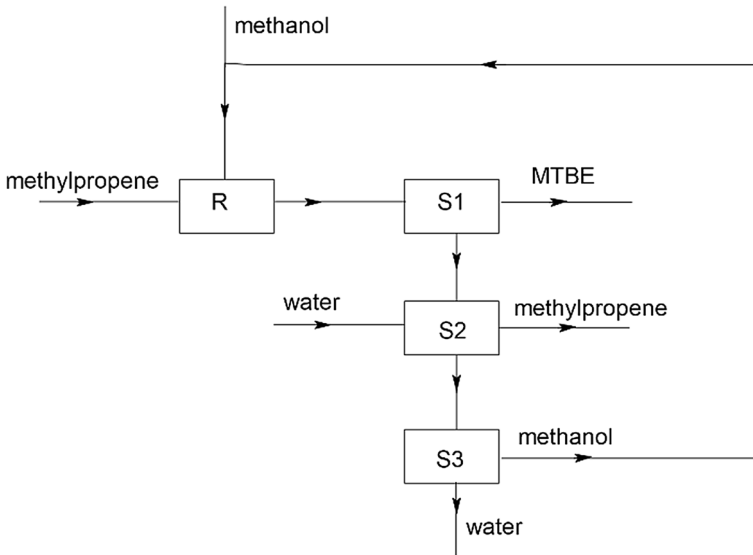 methanol
methylpropene
R
S1
MTBE
water
S2
methylpropene
S3
methanol
water